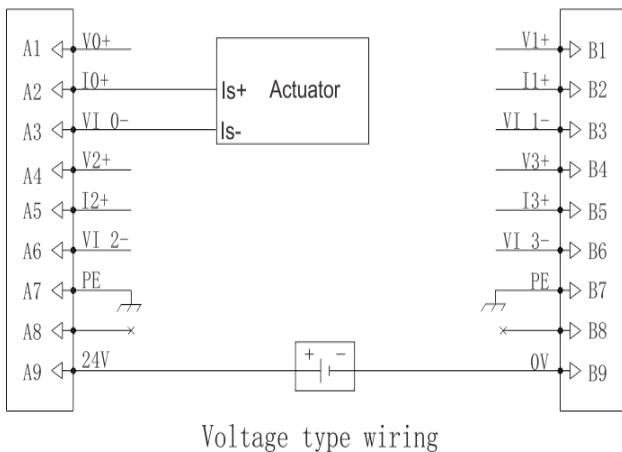 A1 V0+ V1+ B1
A2 I0+ Is+ Actuator I1+ B2
A3 VI 0- Is- VI 1- B3
A4 V2+ V3+ B4
A5 I2+ I3+ B5
A6 VI 2- VI 3- B6
A7 PE PE B7
A8 B8
A9 24V + - 0V B9
Voltage type wiring